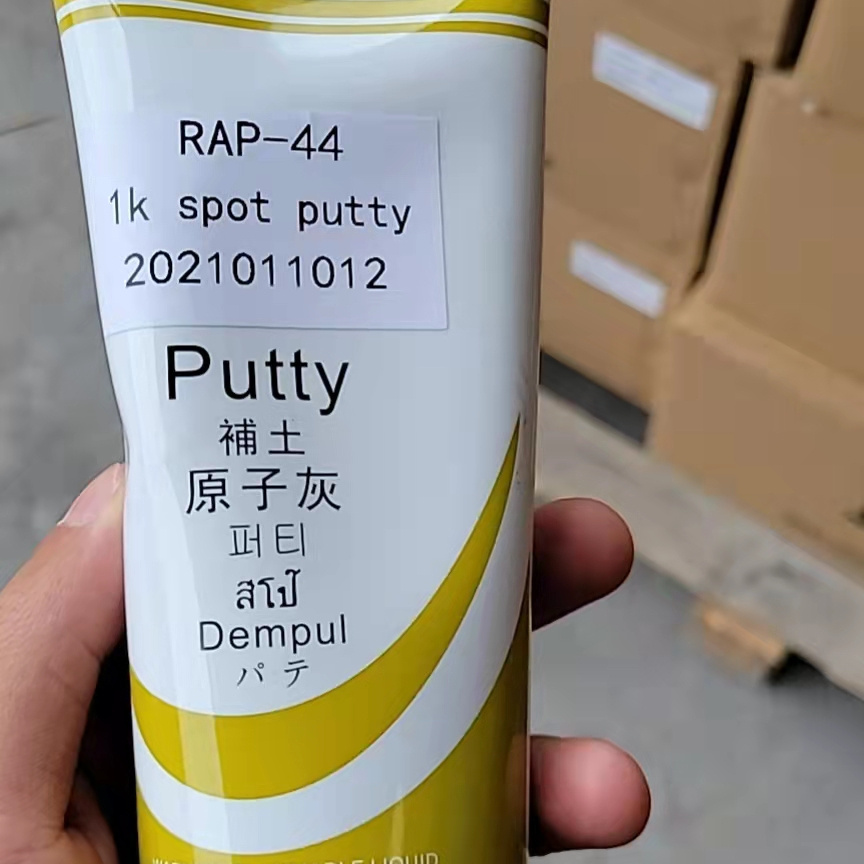 RAP-44
1k spot putty
2021011012
Putty
補土
原子灰
퍼티
สีโป๊
Dempul
パテ
LIQUID